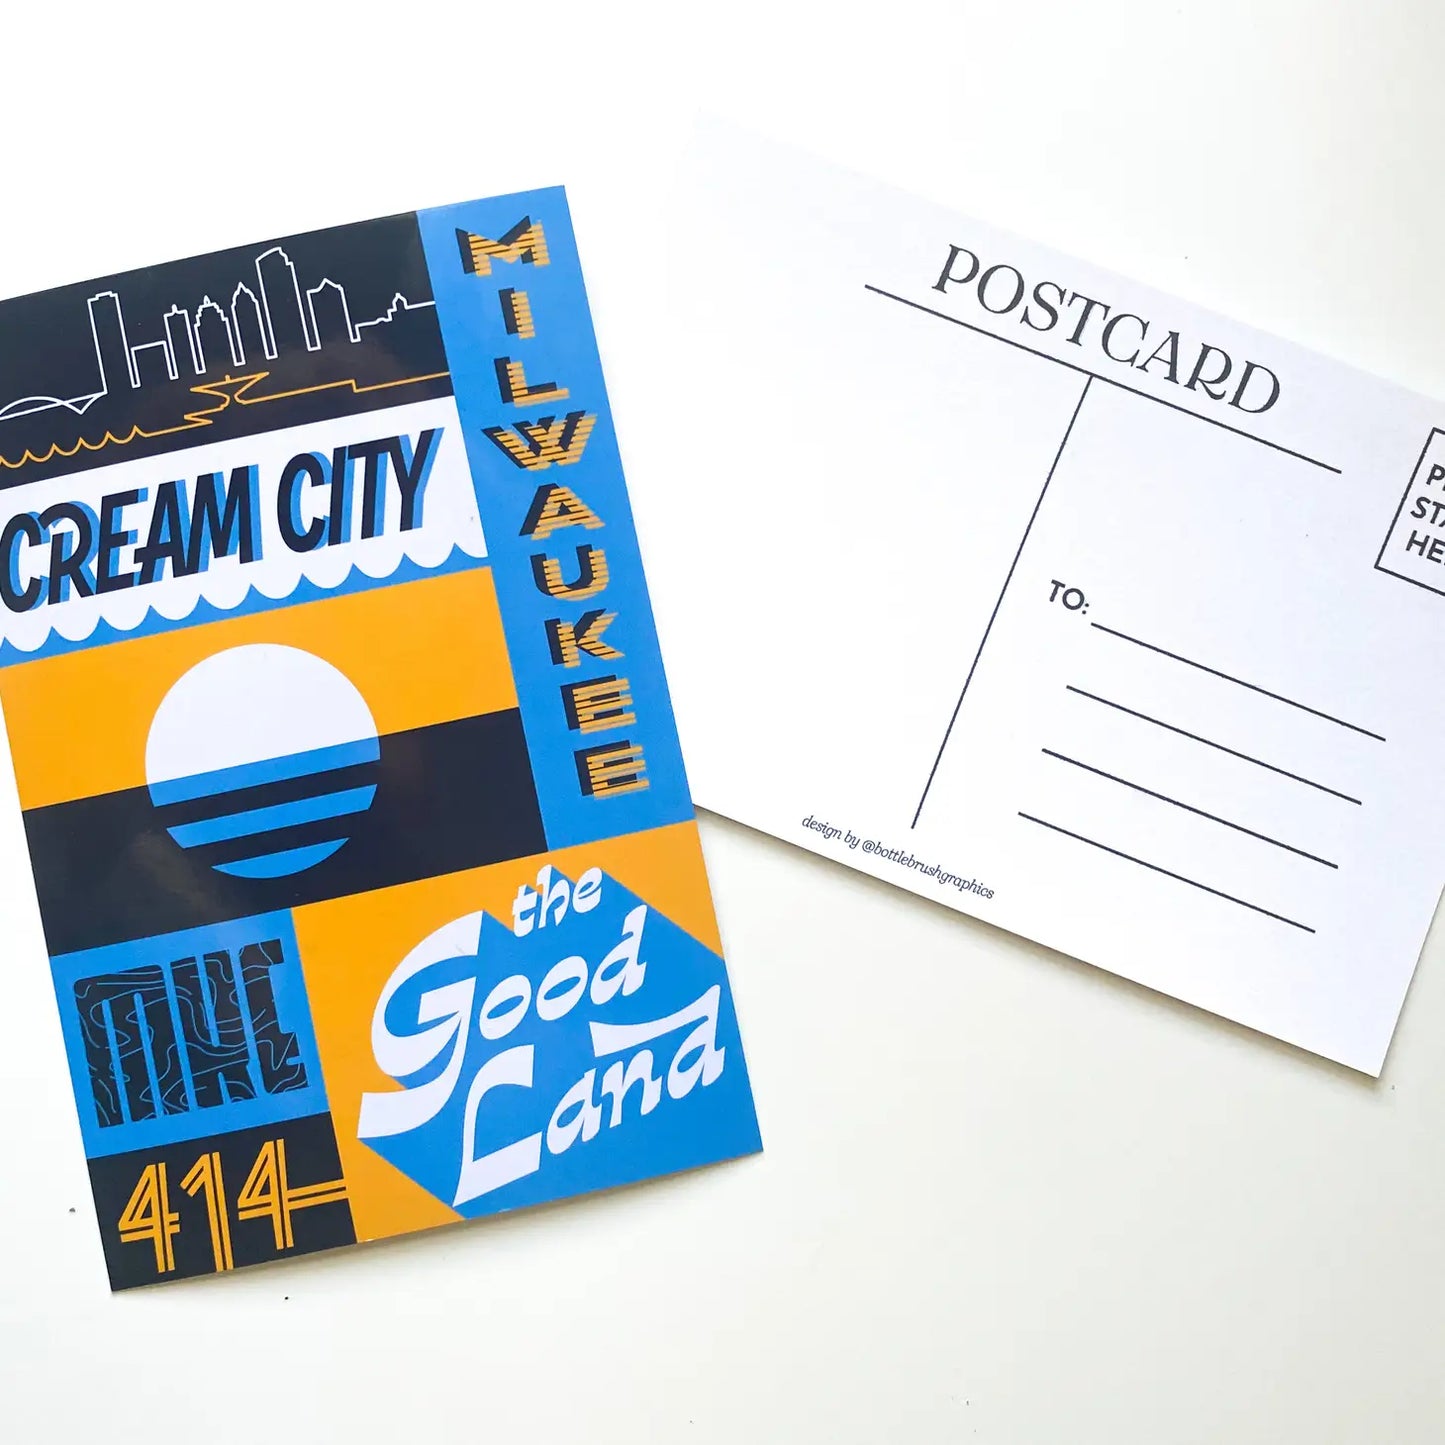 MILWAUKEE
CREAM CITY
the
Good
Land
MKE
414
POSTCARD
TO:
design by @bottlebrushgraphics